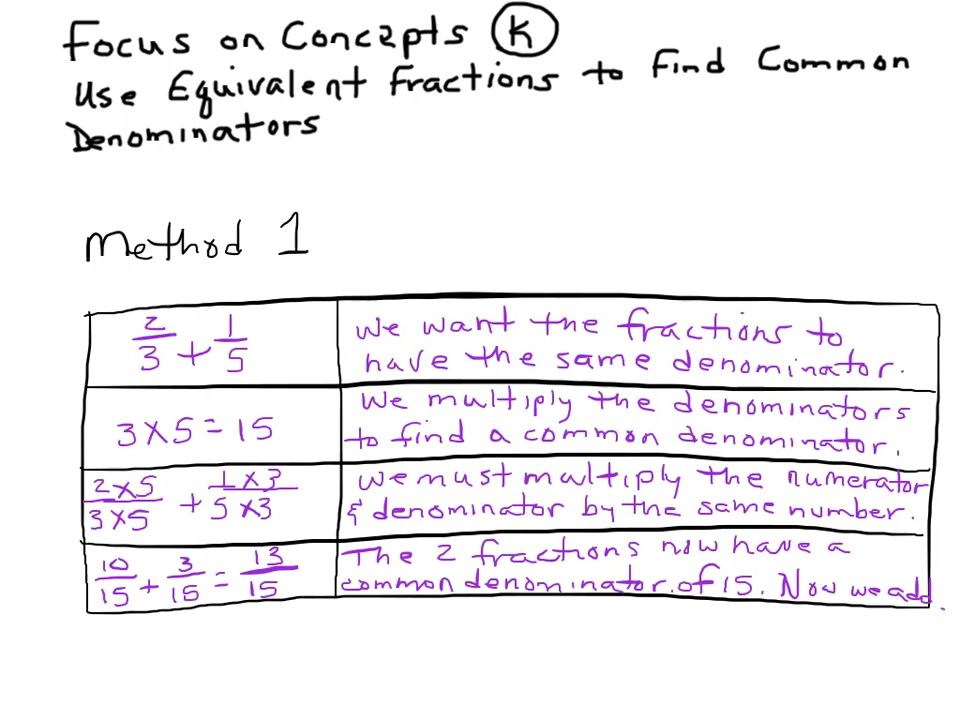 Focus on Concepts K
Use Equivalent Fractions to Find Common
Denominators
Method 1
2/3 + 1/5
We want the fractions to
have the same denominator.
3 x 5 = 15
We multiply the denominators
to find a common denominator.
2x5/3x5 + 1x3/5x3
We must multiply the numerator
& denominator by the same number.
10/15 + 3/15 = 13/15
The 2 fractions now have a
common denominator. of 15. Now we add.